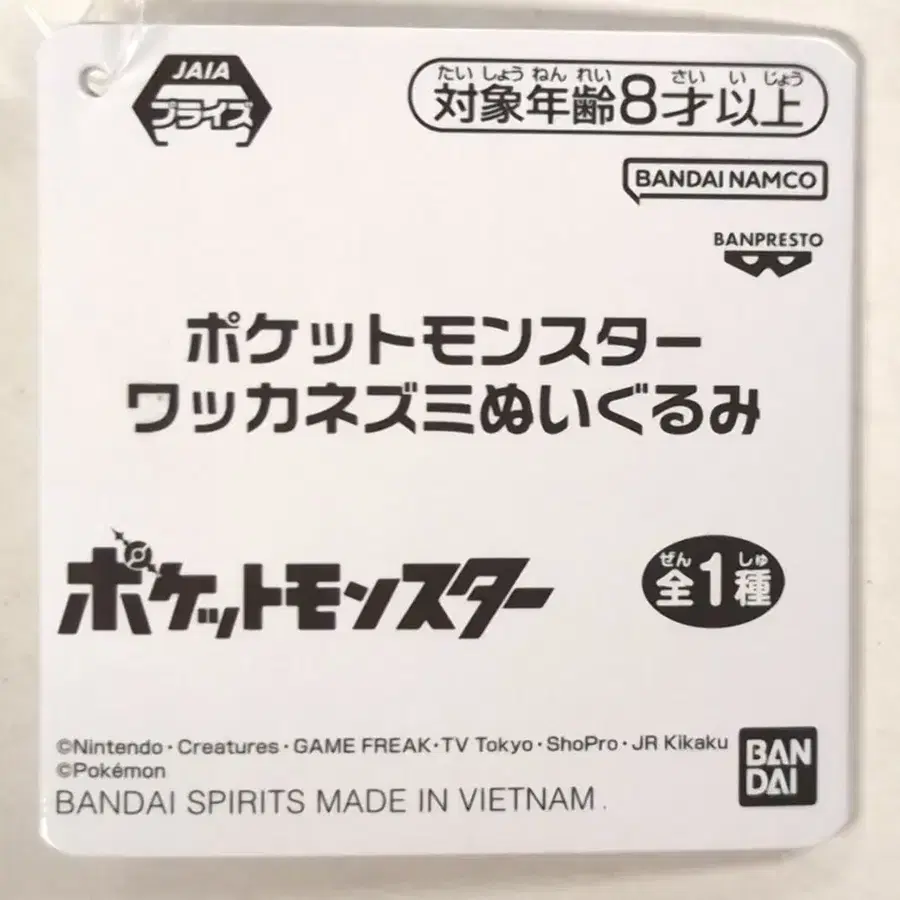 JAIA
プライズ
たいしょうねんれい さいいじょう
対象年齢8才以上
BANDAI NAMCO
BANPRESTO
ポケットモンスター
ワッカネズミぬいぐるみ
ポケットモンスター
ぜん しゅ
全1種
©Nintendo・Creatures・GAME FREAK・TV Tokyo・ShoPro・JR Kikaku
©Pokémon
BANDAI SPIRITS MADE IN VIETNAM .
BAN
DAI